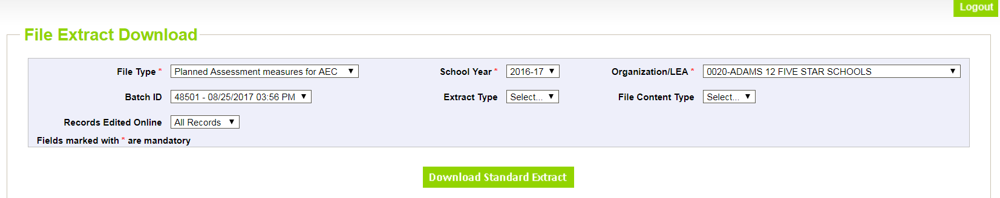 Logout
File Extract Download
File Type * Planned Assessment measures for AEC School Year * 2016-17 Organization/LEA * 0020-ADAMS 12 FIVE STAR SCHOOLS
Batch ID 48501 - 08/25/2017 03:56 PM Extract Type Select... File Content Type Select...
Records Edited Online All Records
Fields marked with * are mandatory
Download Standard Extract